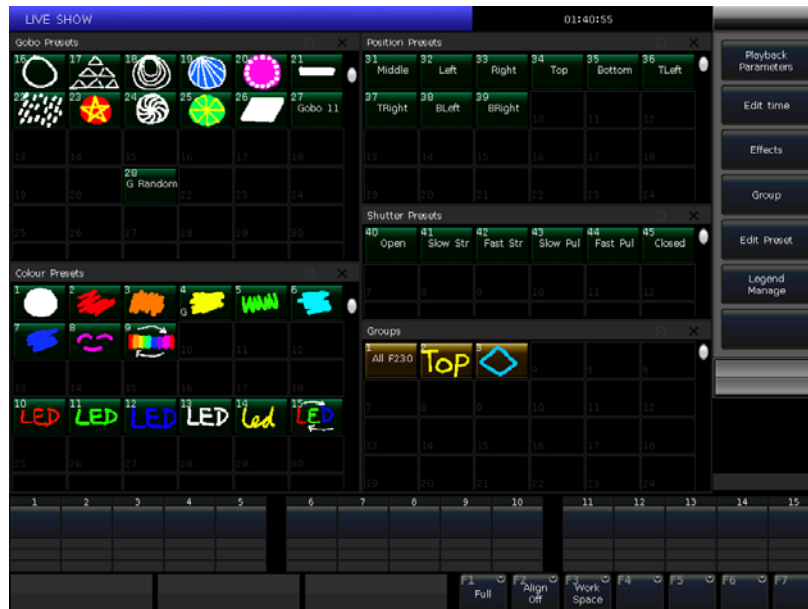 LIVE SHOW
01:40:55
Gobo Presets
16 17 18 19 20 21
22 23 24 25 26 27 Gobo 11
13 14 15 16 17 18
19 20 28 G Random 22 23 24
25 26 27 28 29 30
Colour Presets
1 2 3 4 G 5 6
7 8 9 10 11 12
13 14 15 16 17 18
10 LED 11 LED 12 LED 13 LED 14 Led 15 LED
25 26 27 28 29 30
Position Presets
31 Middle 32 Left 33 Right 34 Top 35 Bottom 36 TLeft
37 TRight 38 BLeft 39 BRight 10 11 12
13 14 15 16 17 18
19 20 21 22 23 24
Shutter Presets
40 Open 41 Slow Str 42 Fast Str 43 Slow Pul 44 Fast Pul 45 Closed
7 8 9 10 11 12
Groups
1 All F230 2 TOP 3 4 5 6
7 8 9 10 11 12
13 14 15 16 17 18
19 20 21 22 23 24
Playback
Parameters
Edit time
Effects
Group
Edit Preset
Legend
Manage
1 2 3 4 5 6 7 8 9 10 11 12 13 14 15
F1 Full F2 Align Off F3 Work Space F4 F5 F6 F7